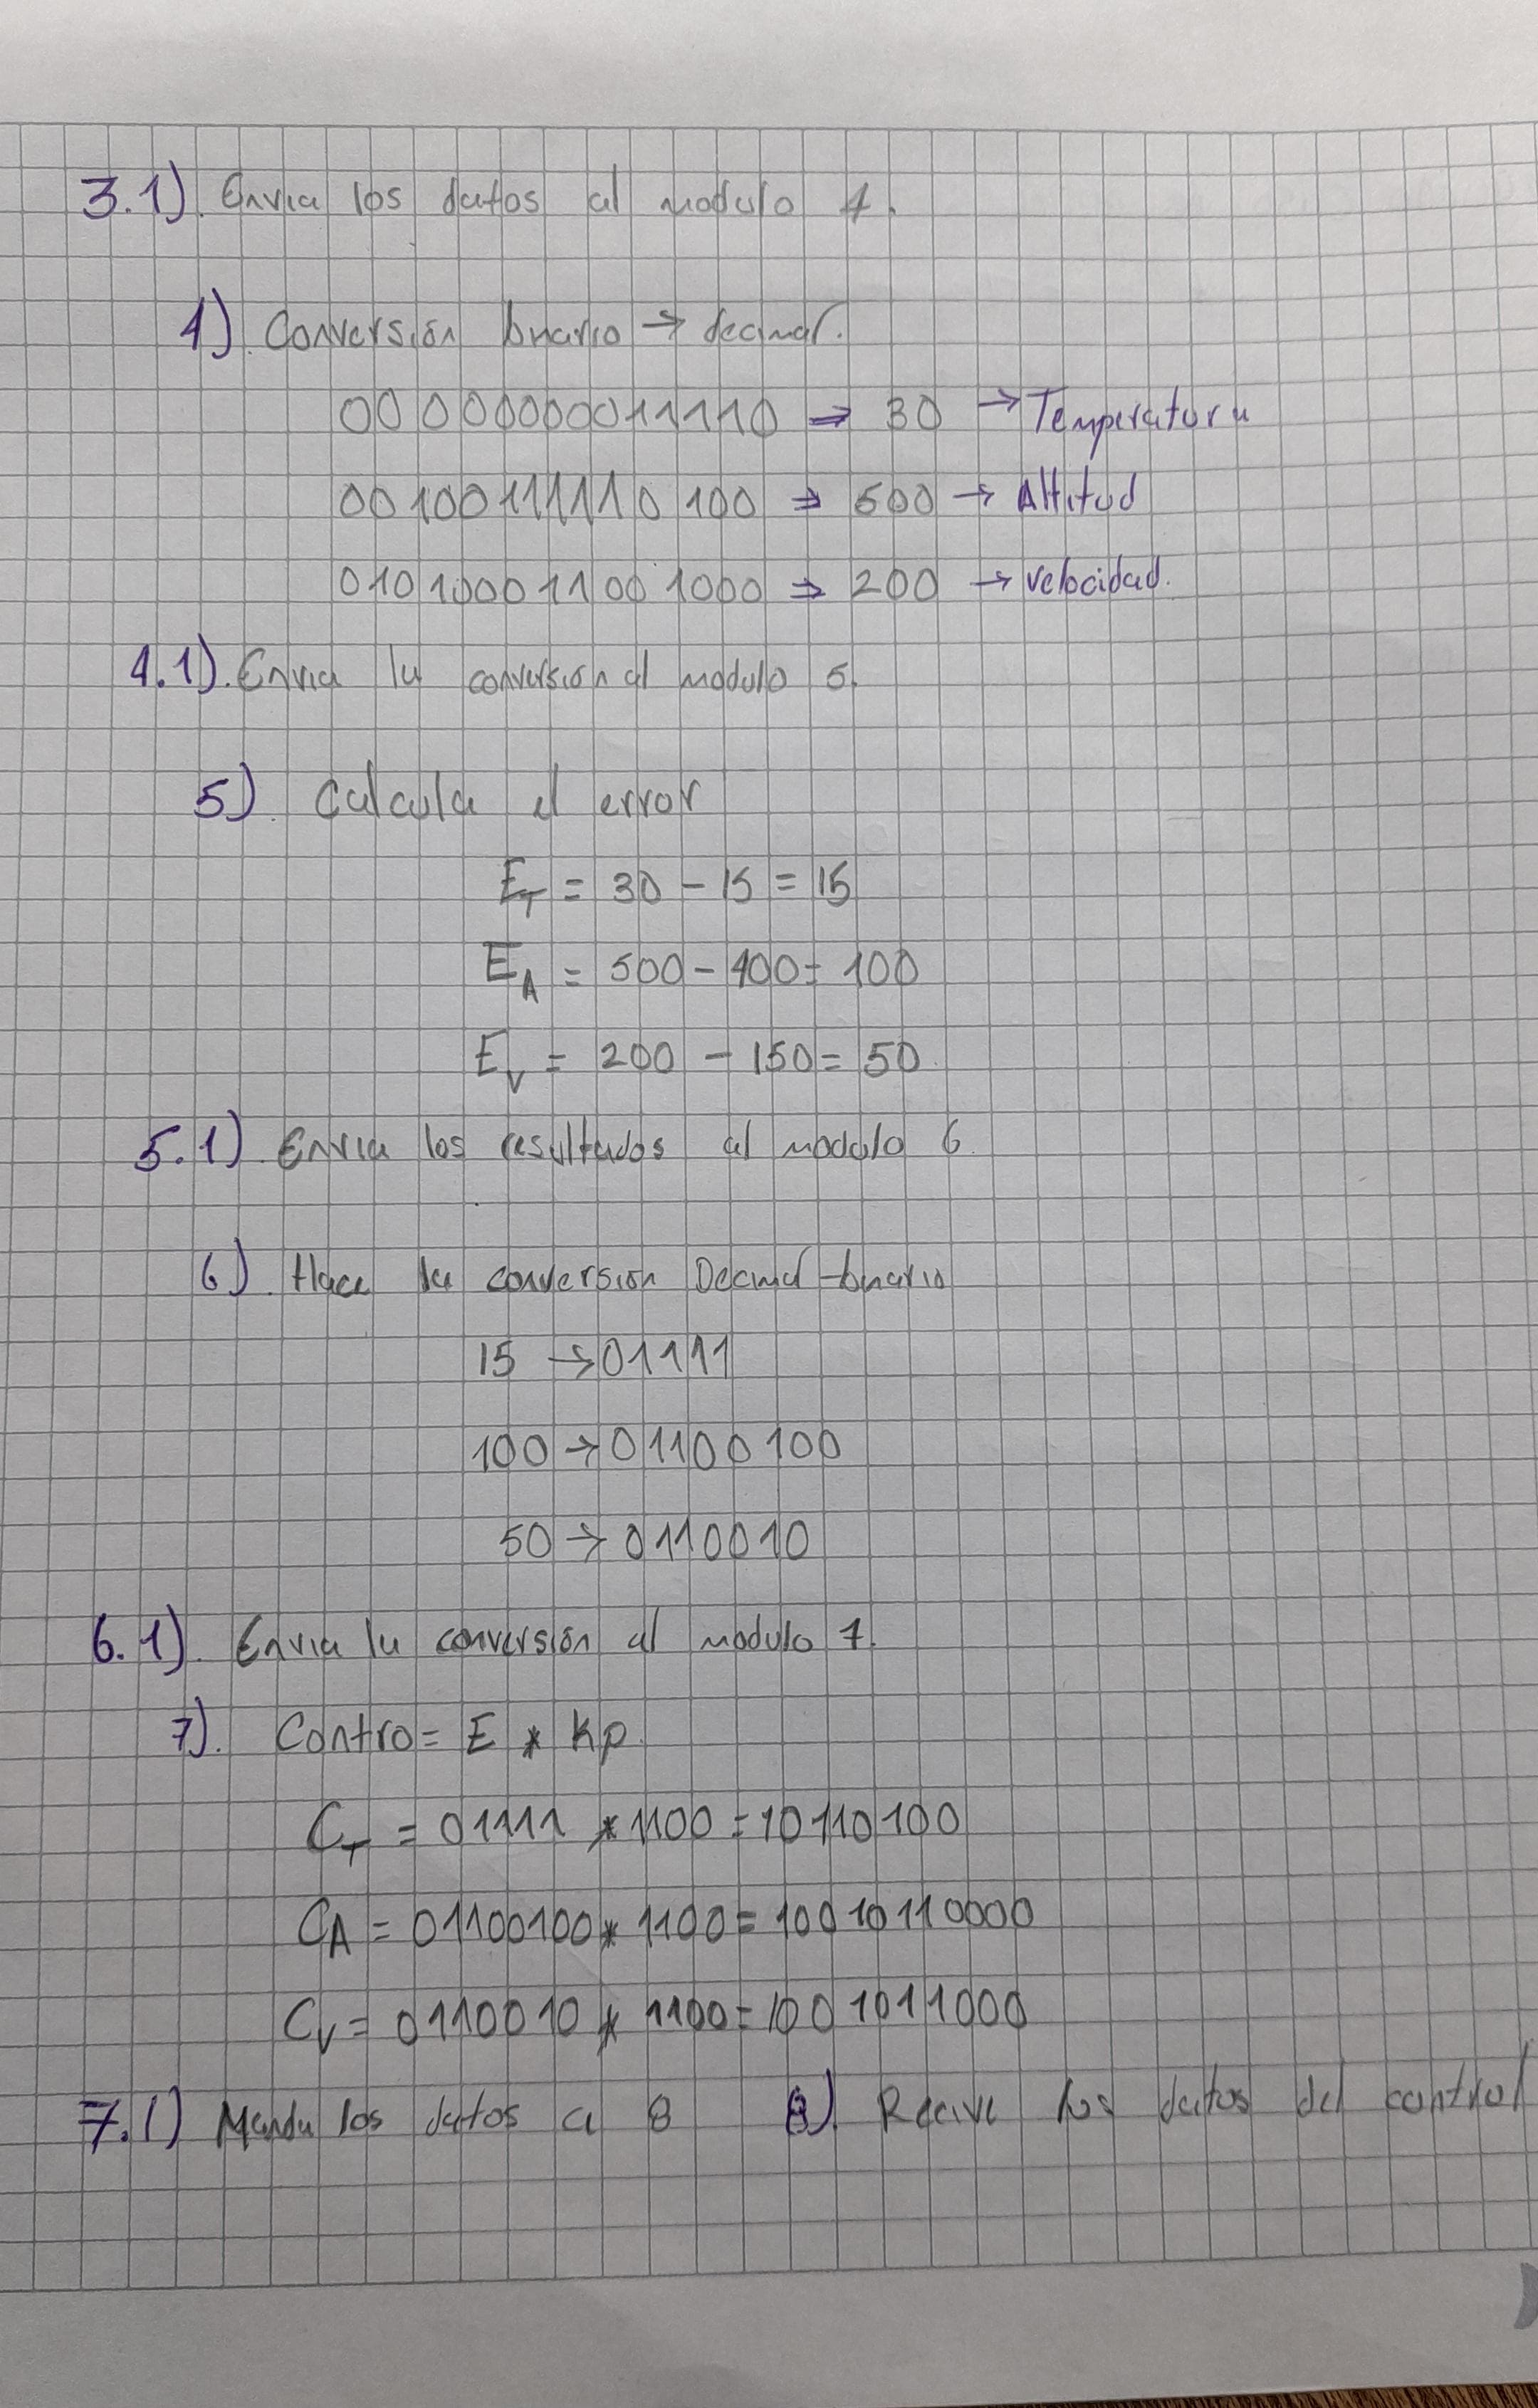 3.1). Envia los datos al modulo 4.
4). Conversión binario → decimal.
00 00000000011110 ⇒ 30 → Temperatura
00100111111110 100 ⇒ 500 → Altitud
0101000110010000 ⇒ 200 → velocidad.
4.1). Envia la conversion al modulo 5.
5). Calcula el error
E_T = 30 - 15 = 15
E_A = 500 - 400 = 100
E_V = 200 - 150 = 50
5.1). Envia los resultados al modulo 6.
6). Hace la conversion Decimal-binario
15 → 01111
100 → 01100100
50 → 0110010
6.1). Envia la conversión al modulo 7.
7). Contro = E * Kp
C_T = 01111 * 1100 = 10110100
C_A = 01100100 * 1100 = 10010110000
C_V = 0110010 * 1100 = 1001011000
7.1) Manda los datos a 8 8). Recive los datos del control